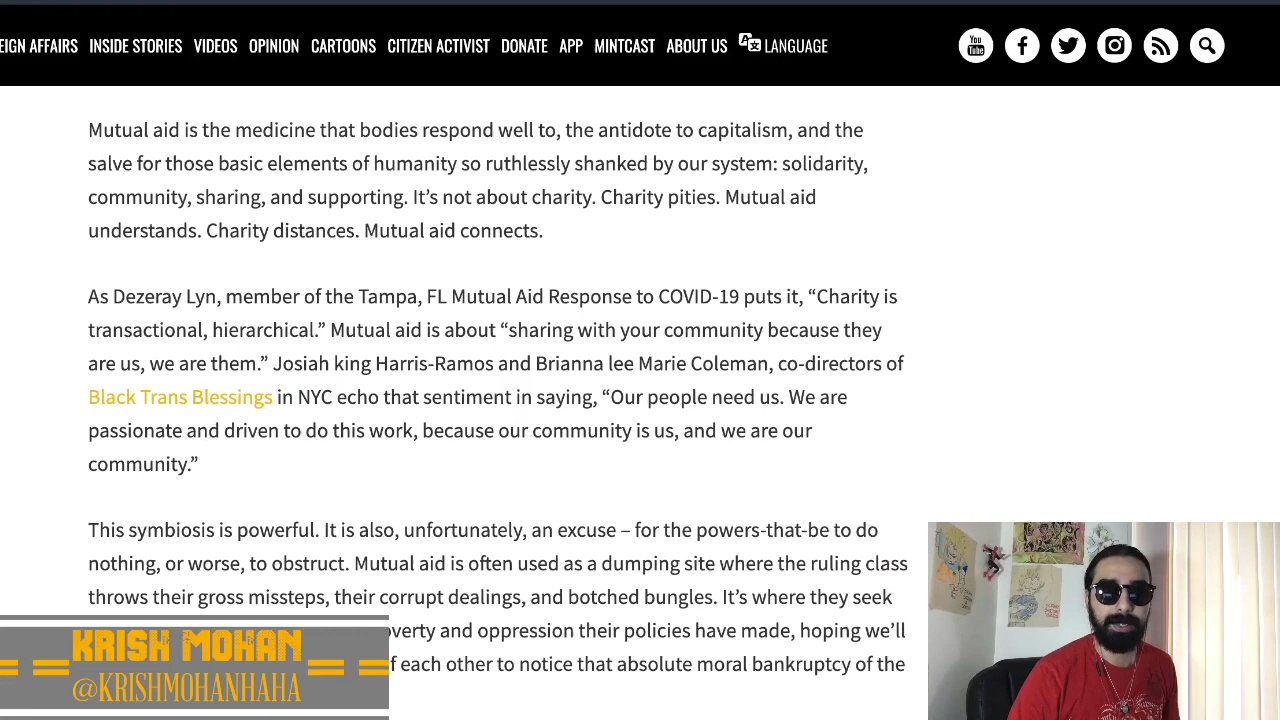 EIGN AFFAIRS INSIDE STORIES VIDEOS OPINION CARTOONS CITIZEN ACTIVIST DONATE APP MINTCAST ABOUT US LANGUAGE
You
Tube
Mutual aid is the medicine that bodies respond well to, the antidote to capitalism, and the
salve for those basic elements of humanity so ruthlessly shanked by our system: solidarity,
community, sharing, and supporting. It’s not about charity. Charity pities. Mutual aid
understands. Charity distances. Mutual aid connects.
As Dezeray Lyn, member of the Tampa, FL Mutual Aid Response to COVID-19 puts it, “Charity is
transactional, hierarchical.” Mutual aid is about “sharing with your community because they
are us, we are them.” Josiah king Harris-Ramos and Brianna lee Marie Coleman, co-directors of
Black Trans Blessings in NYC echo that sentiment in saying, “Our people need us. We are
passionate and driven to do this work, because our community is us, and we are our
community.”
This symbiosis is powerful. It is also, unfortunately, an excuse – for the powers-that-be to do
nothing, or worse, to obstruct. Mutual aid is often used as a dumping site where the ruling class
throws their gross missteps, their corrupt dealings, and botched bungles. It’s where they seek
overty and oppression their policies have made, hoping we’ll
f each other to notice that absolute moral bankruptcy of the
KRISH MOHAN
@KRISHMOHANHAHA